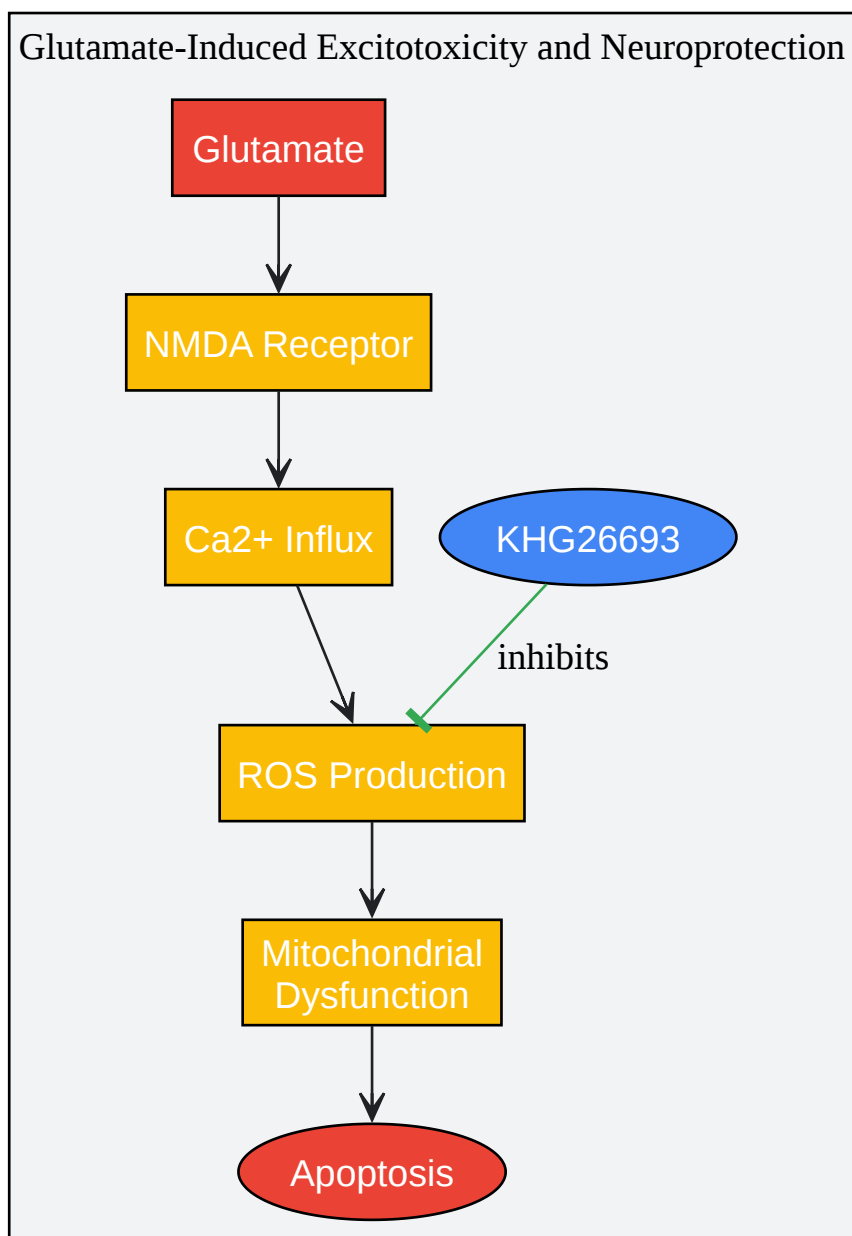 Glutamate-Induced Excitotoxicity and Neuroprotection
Glutamate
NMDA Receptor
Ca2+ Influx
KHG26693
inhibits
ROS Production
Mitochondrial
Dysfunction
Apoptosis